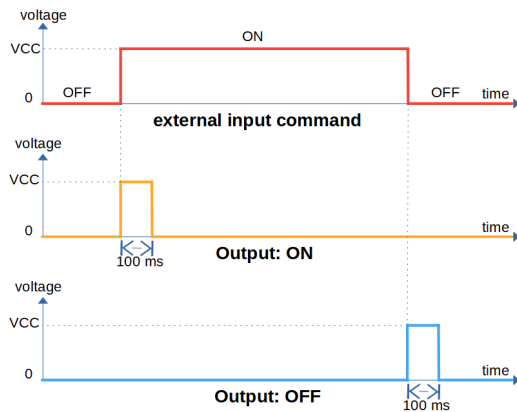 voltage
VCC
ON
0
OFF
OFF
time
external input command
voltage
VCC
0
time
100 ms
Output: ON
voltage
VCC
0
time
100 ms
Output: OFF